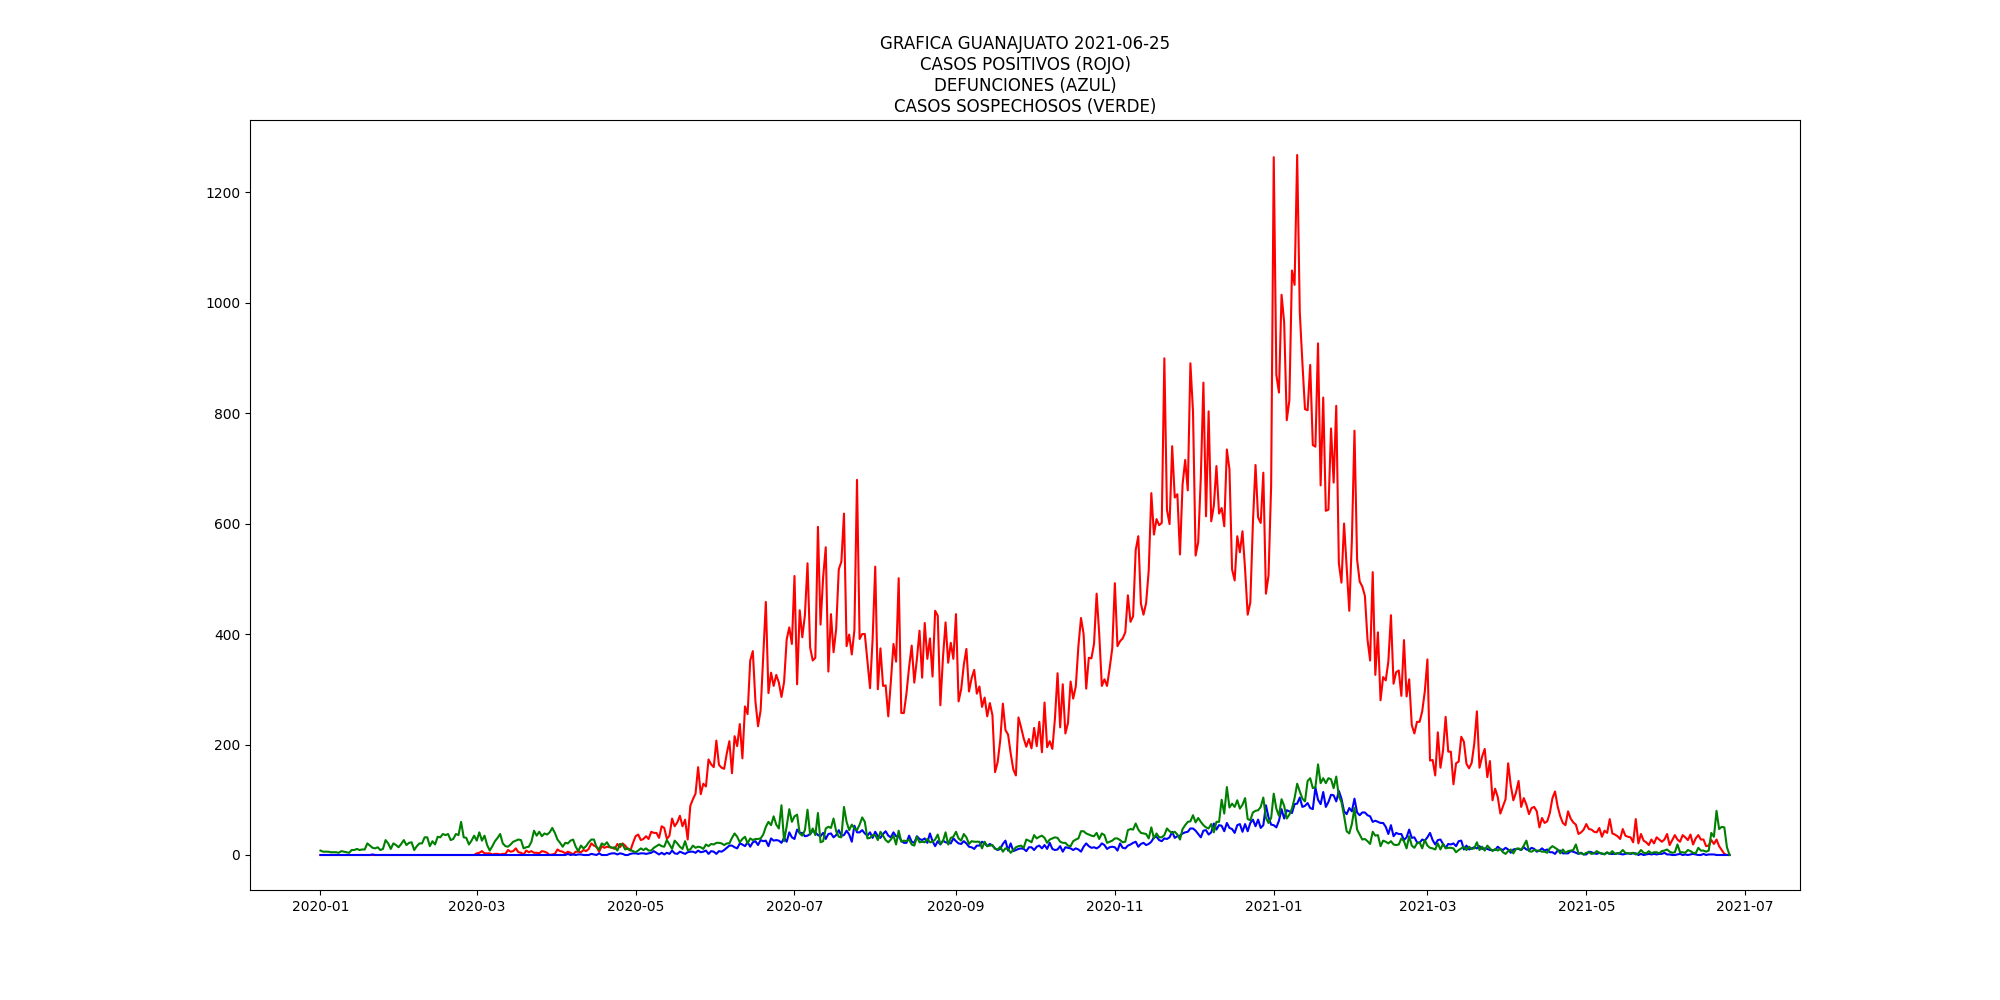 GRAFICA GUANAJUATO 2021-06-25
CASOS POSITIVOS (ROJO)
DEFUNCIONES (AZUL)
CASOS SOSPECHOSOS (VERDE)
1200
1000
800
600
400
200
0
2020-01 2020-03 2020-05 2020-07 2020-09 2020-11 2021-01 2021-03 2021-05 2021-07